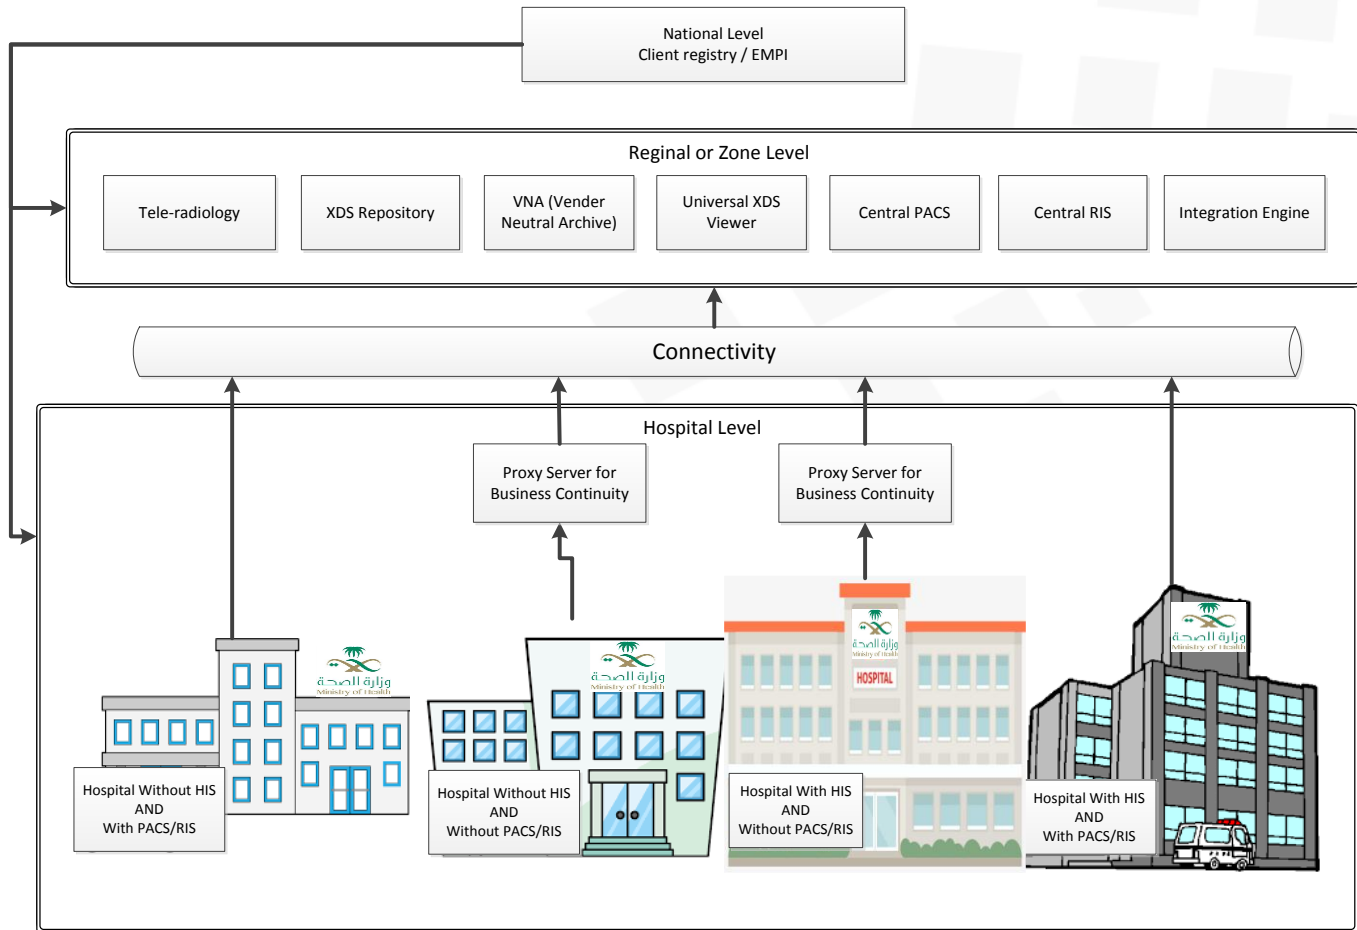 National Level
Client registry / EMPI
Reginal or Zone Level
Tele-radiology
XDS Repository
VNA (Vender
Neutral Archive)
Universal XDS
Viewer
Central PACS
Central RIS
Integration Engine
Connectivity
Hospital Level
Proxy Server for
Business Continuity
Proxy Server for
Business Continuity
وزارة الصحة
Ministry of Health
وزارة الصحة
Ministry of Health
وزارة الصحة
Ministry of Health
HOSPITAL
وزارة الصحة
Ministry of Health
Hospital Without HIS
AND
With PACS/RIS
Hospital Without HIS
AND
Without PACS/RIS
Hospital With HIS
AND
Without PACS/RIS
Hospital With HIS
AND
With PACS/RIS